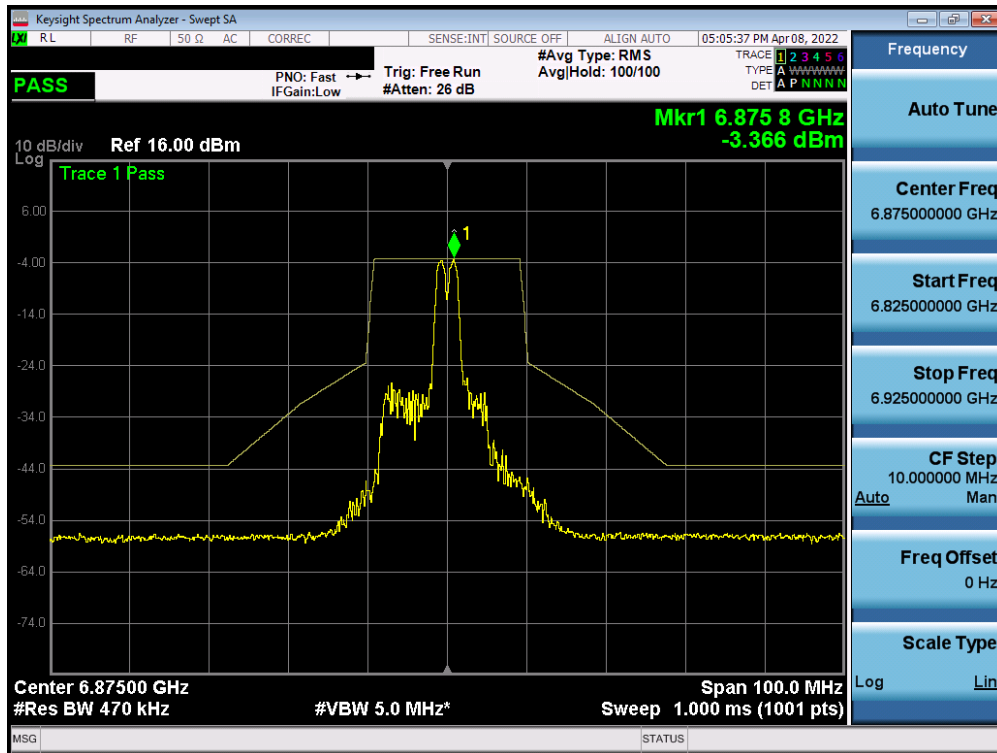 Keysight Spectrum Analyzer - Swept SA
LXI RL RF 50 Ω AC CORREC SENSE:INT SOURCE OFF ALIGN AUTO 05:05:37 PM Apr 08, 2022
PASS
PNO: Fast
IFGain:Low
Trig: Free Run
#Atten: 26 dB
#Avg Type: RMS
Avg|Hold: 100/100
TRACE 1 2 3 4 5 6
TYPE A WWWWW
DET A P N N N N
Mkr1 6.875 8 GHz
-3.366 dBm
10 dB/div Ref 16.00 dBm
Log
Trace 1 Pass
1
6.00
-4.00
-14.0
-24.0
-34.0
-44.0
-54.0
-64.0
-74.0
Center 6.87500 GHz Span 100.0 MHz
#Res BW 470 kHz #VBW 5.0 MHz* Sweep 1.000 ms (1001 pts)
MSG STATUS
Frequency
Auto Tune
Center Freq
6.875000000 GHz
Start Freq
6.825000000 GHz
Stop Freq
6.925000000 GHz
CF Step
10.000000 MHz
Auto Man
Freq Offset
0 Hz
Scale Type
Log Lin